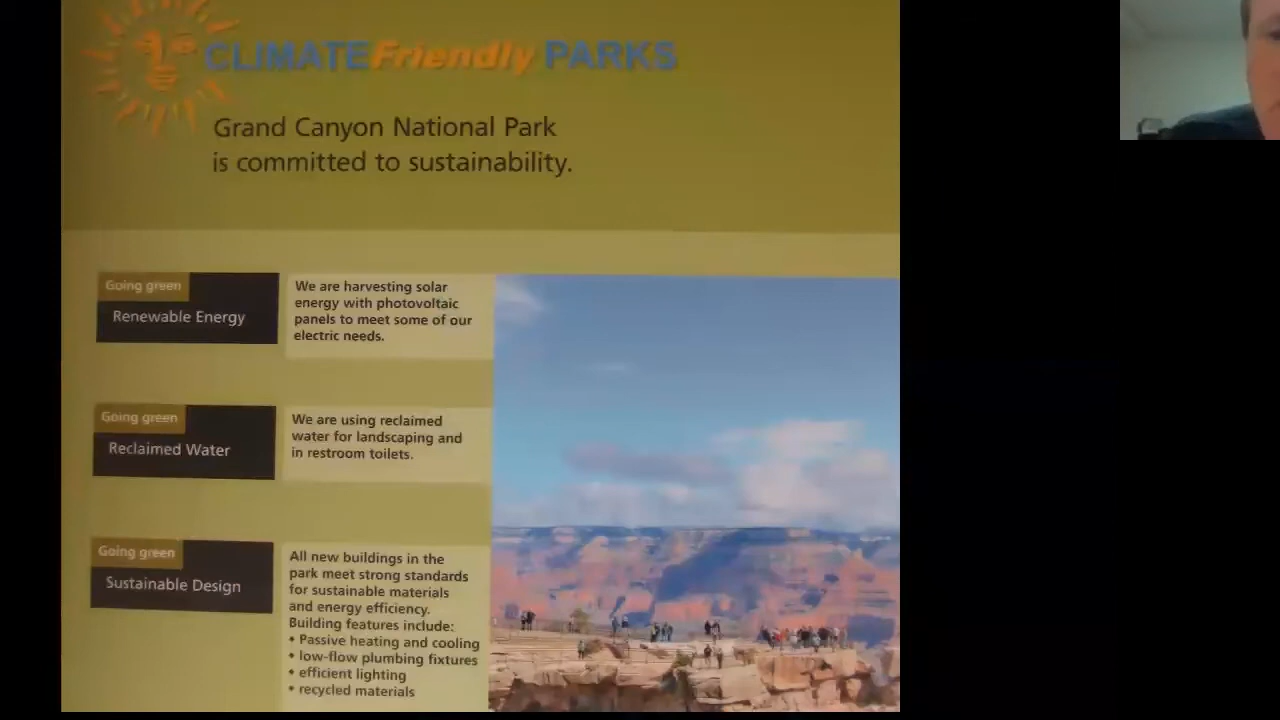 CLIMATE Friendly PARKS
Grand Canyon National Park
is committed to sustainability.
Going green
Renewable Energy
We are harvesting solar
energy with photovoltaic
panels to meet some of our
electric needs.
Going green
Reclaimed Water
We are using reclaimed
water for landscaping and
in restroom toilets.
Going green
Sustainable Design
All new buildings in the
park meet strong standards
for sustainable materials
and energy efficiency.
Building features include:
• Passive heating and cooling
• low-flow plumbing fixtures
• efficient lighting
• recycled materials